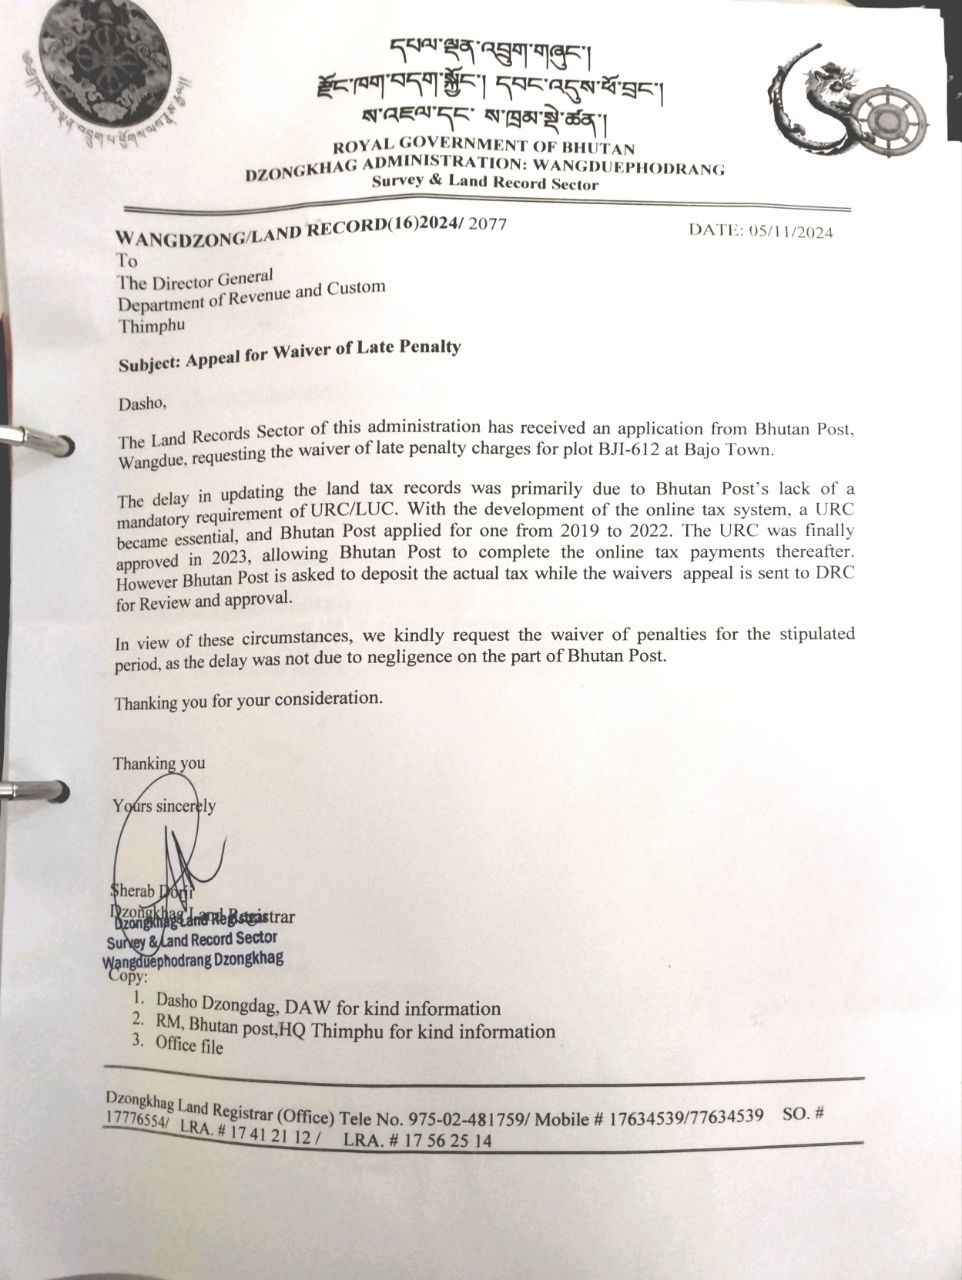 དཔལ་ལྡན་འབྲུག་གཞུང་།
རྫོང་ཁག་བདག་སྐྱོང་། དབང་འདུས་ཕོ་བྲང་།
ས་འཇལ་དང་ ས་ཁྲམ་སྡེ་ཚན།
ROYAL GOVERNMENT OF BHUTAN
DZONGKHAG ADMINISTRATION: WANGDUEPHODRANG
Survey & Land Record Sector
WANGDZONG/LAND RECORD(16)2024/ 2077 DATE: 05/11/2024
To
The Director General
Department of Revenue and Custom
Thimphu
Subject: Appeal for Waiver of Late Penalty
Dasho,
The Land Records Sector of this administration has received an application from Bhutan Post,
Wangdue, requesting the waiver of late penalty charges for plot BJI-612 at Bajo Town.
The delay in updating the land tax records was primarily due to Bhutan Post's lack of a
mandatory requirement of URC/LUC. With the development of the online tax system, a URC
became essential, and Bhutan Post applied for one from 2019 to 2022. The URC was finally
approved in 2023, allowing Bhutan Post to complete the online tax payments thereafter.
However Bhutan Post is asked to deposit the actual tax while the waivers appeal is sent to DRC
for Review and approval.
In view of these circumstances, we kindly request the waiver of penalties for the stipulated
period, as the delay was not due to negligence on the part of Bhutan Post.
Thanking you for your consideration.
Thanking you
Yours sincerely
Sherab Dorji
Dzongkhag Land Registrar
Dzongkhag Land Registrar
Survey & Land Record Sector
Wangduephodrang Dzongkhag
Copy:
1. Dasho Dzongdag, DAW for kind information
2. RM, Bhutan post,HQ Thimphu for kind information
3. Office file
Dzongkhag Land Registrar (Office) Tele No. 975-02-481759/ Mobile # 17634539/77634539 SO. #
17776554/ LRA. # 17 41 21 12 / LRA. # 17 56 25 14